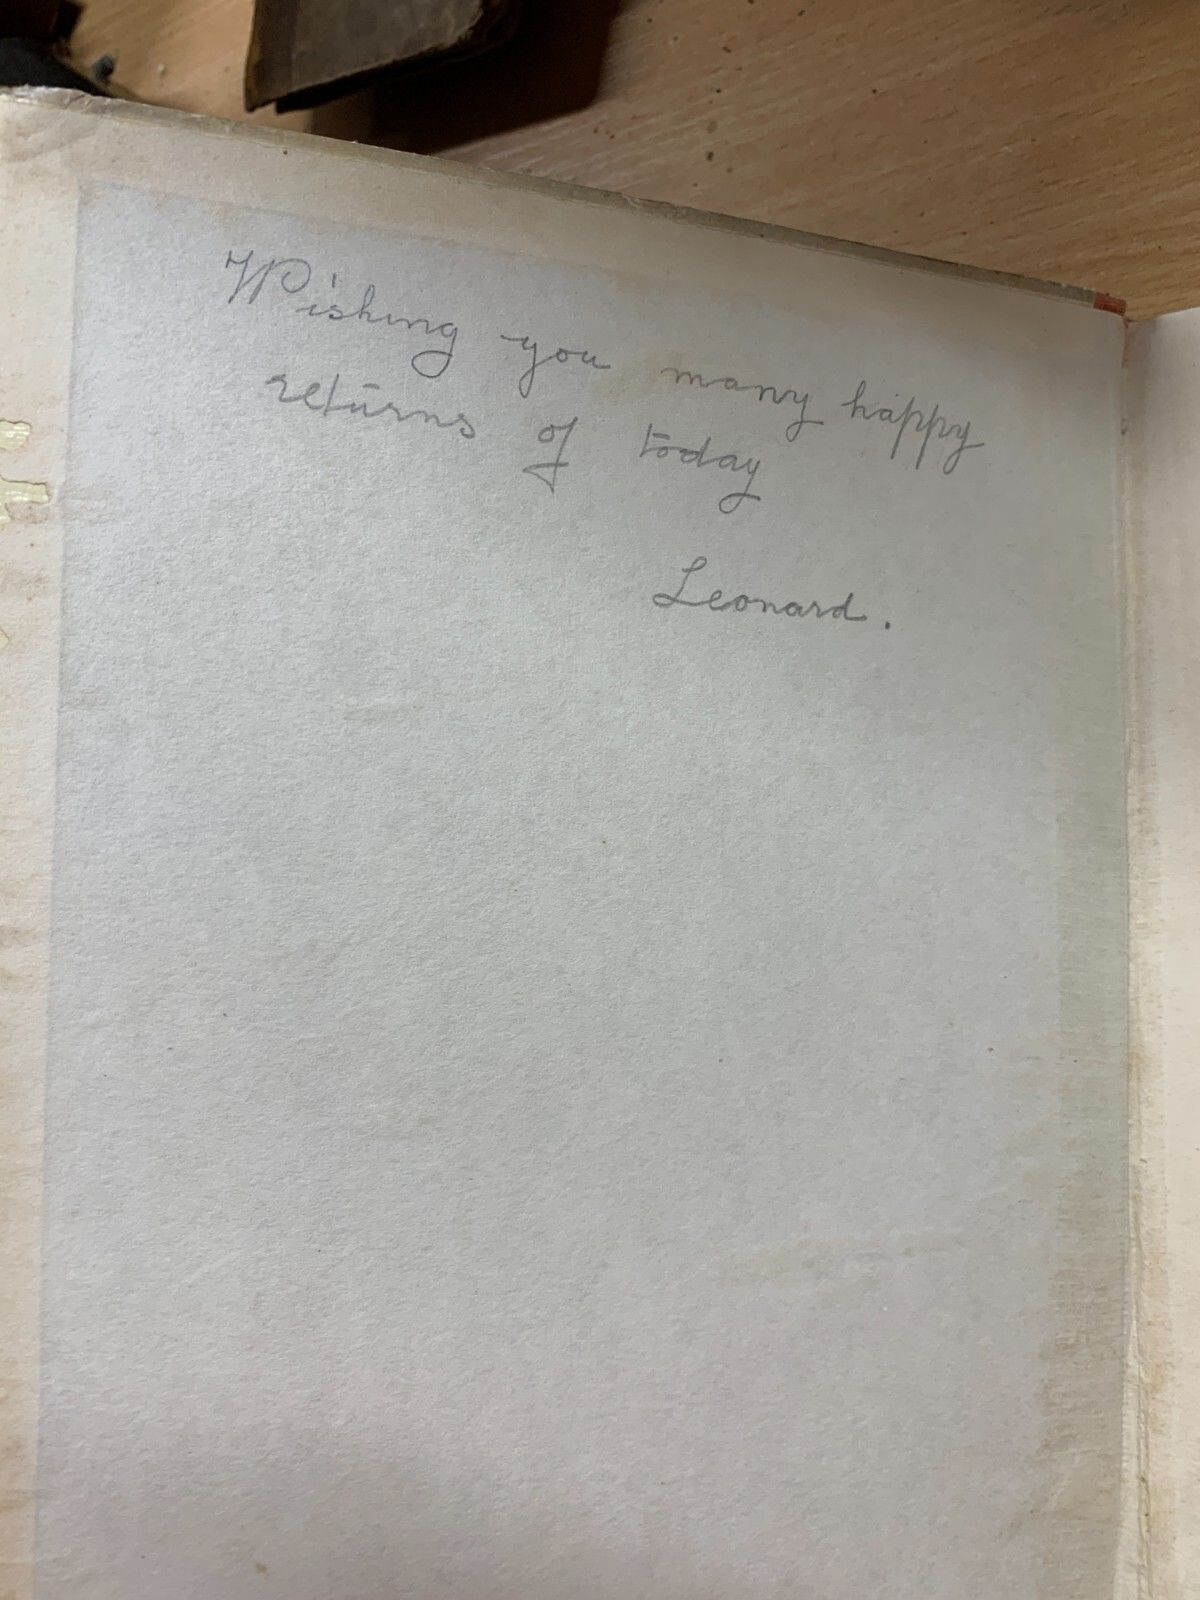 Wishing you many happy
returns of today
Leonard.